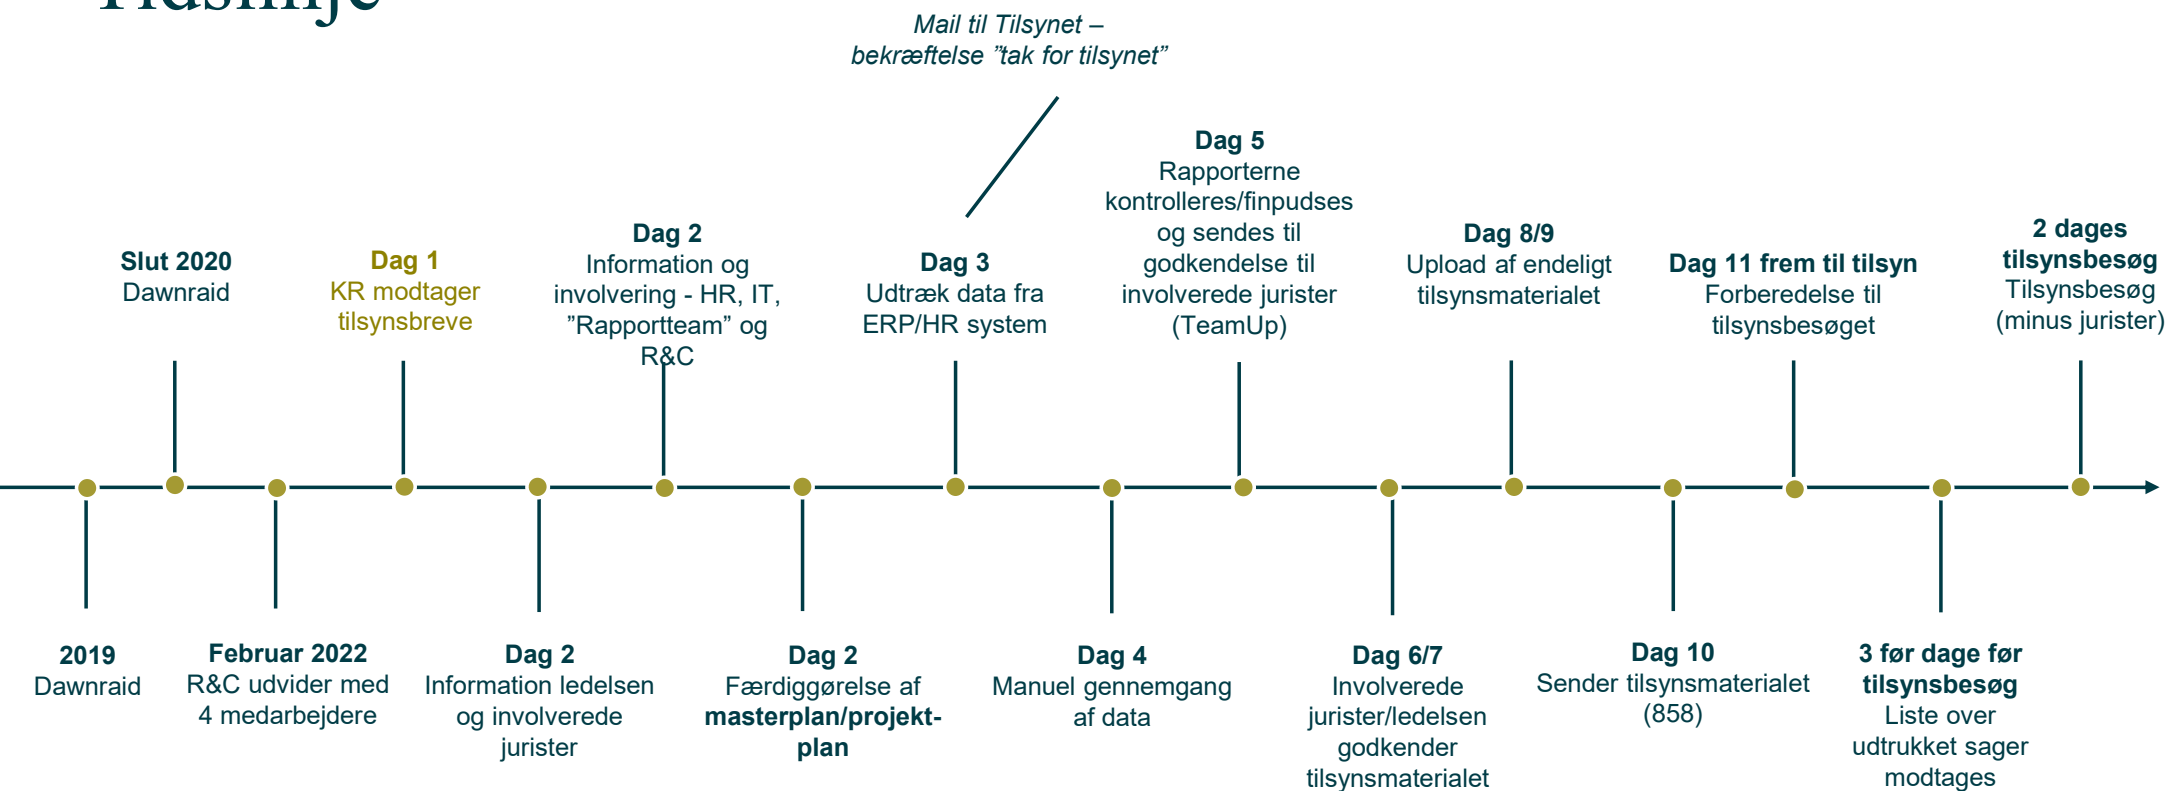 Tidslinje
Mail til Tilsynet –
bekræftelse ”tak for tilsynet”
Slut 2020
Dawnraid
Dag 1
KR modtager
tilsynsbreve
Dag 2
Information og
involvering - HR, IT,
”Rapportteam” og
R&C
Dag 3
Udtræk data fra
ERP/HR system
Dag 5
Rapporterne
kontrolleres/finpudses
og sendes til
godkendelse til
involverede jurister
(TeamUp)
Dag 8/9
Upload af endeligt
tilsynsmaterialet
Dag 11 frem til tilsyn
Forberedelse til
tilsynsbesøget
2 dages
tilsynsbesøg
Tilsynsbesøg
(minus jurister)
2019
Dawnraid
Februar 2022
R&C udvider med
4 medarbejdere
Dag 2
Information ledelsen
og involverede
jurister
Dag 2
Færdiggørelse af
masterplan/projekt-
plan
Dag 4
Manuel gennemgang
af data
Dag 6/7
Involverede
jurister/ledelsen
godkender
tilsynsmaterialet
Dag 10
Sender tilsynsmaterialet
(858)
3 før dage før
tilsynsbesøg
Liste over
udtrukket sager
modtages